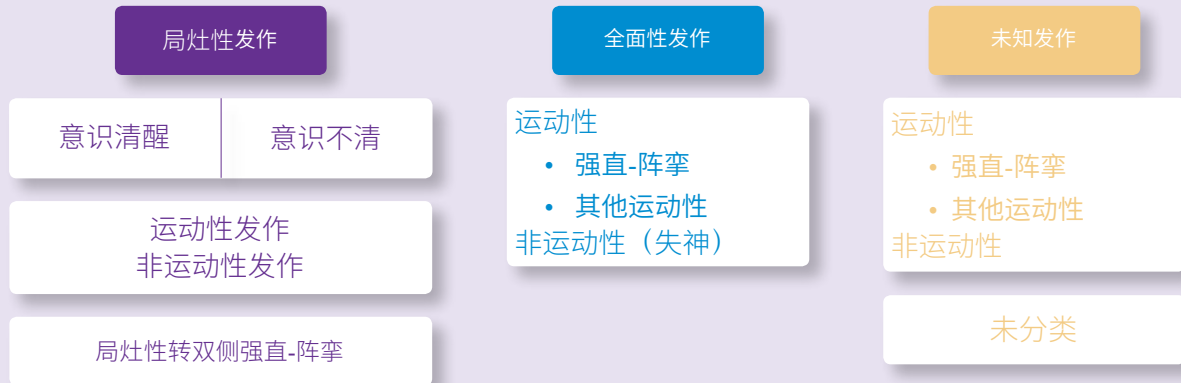 局灶性发作
意识清醒
意识不清
运动性发作
非运动性发作
局灶性转双侧强直-阵挛
全面性发作
运动性
• 强直-阵挛
• 其他运动性
非运动性（失神）
未知发作
运动性
• 强直-阵挛
• 其他运动性
非运动性
未分类